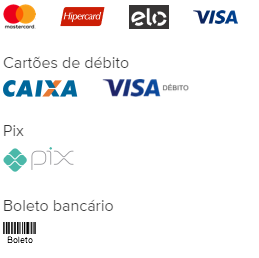 mastercard Hipercard elo VISA
Cartões de débito
CAIXA VISA DÉBITO
Pix
pix
Boleto bancário
Boleto